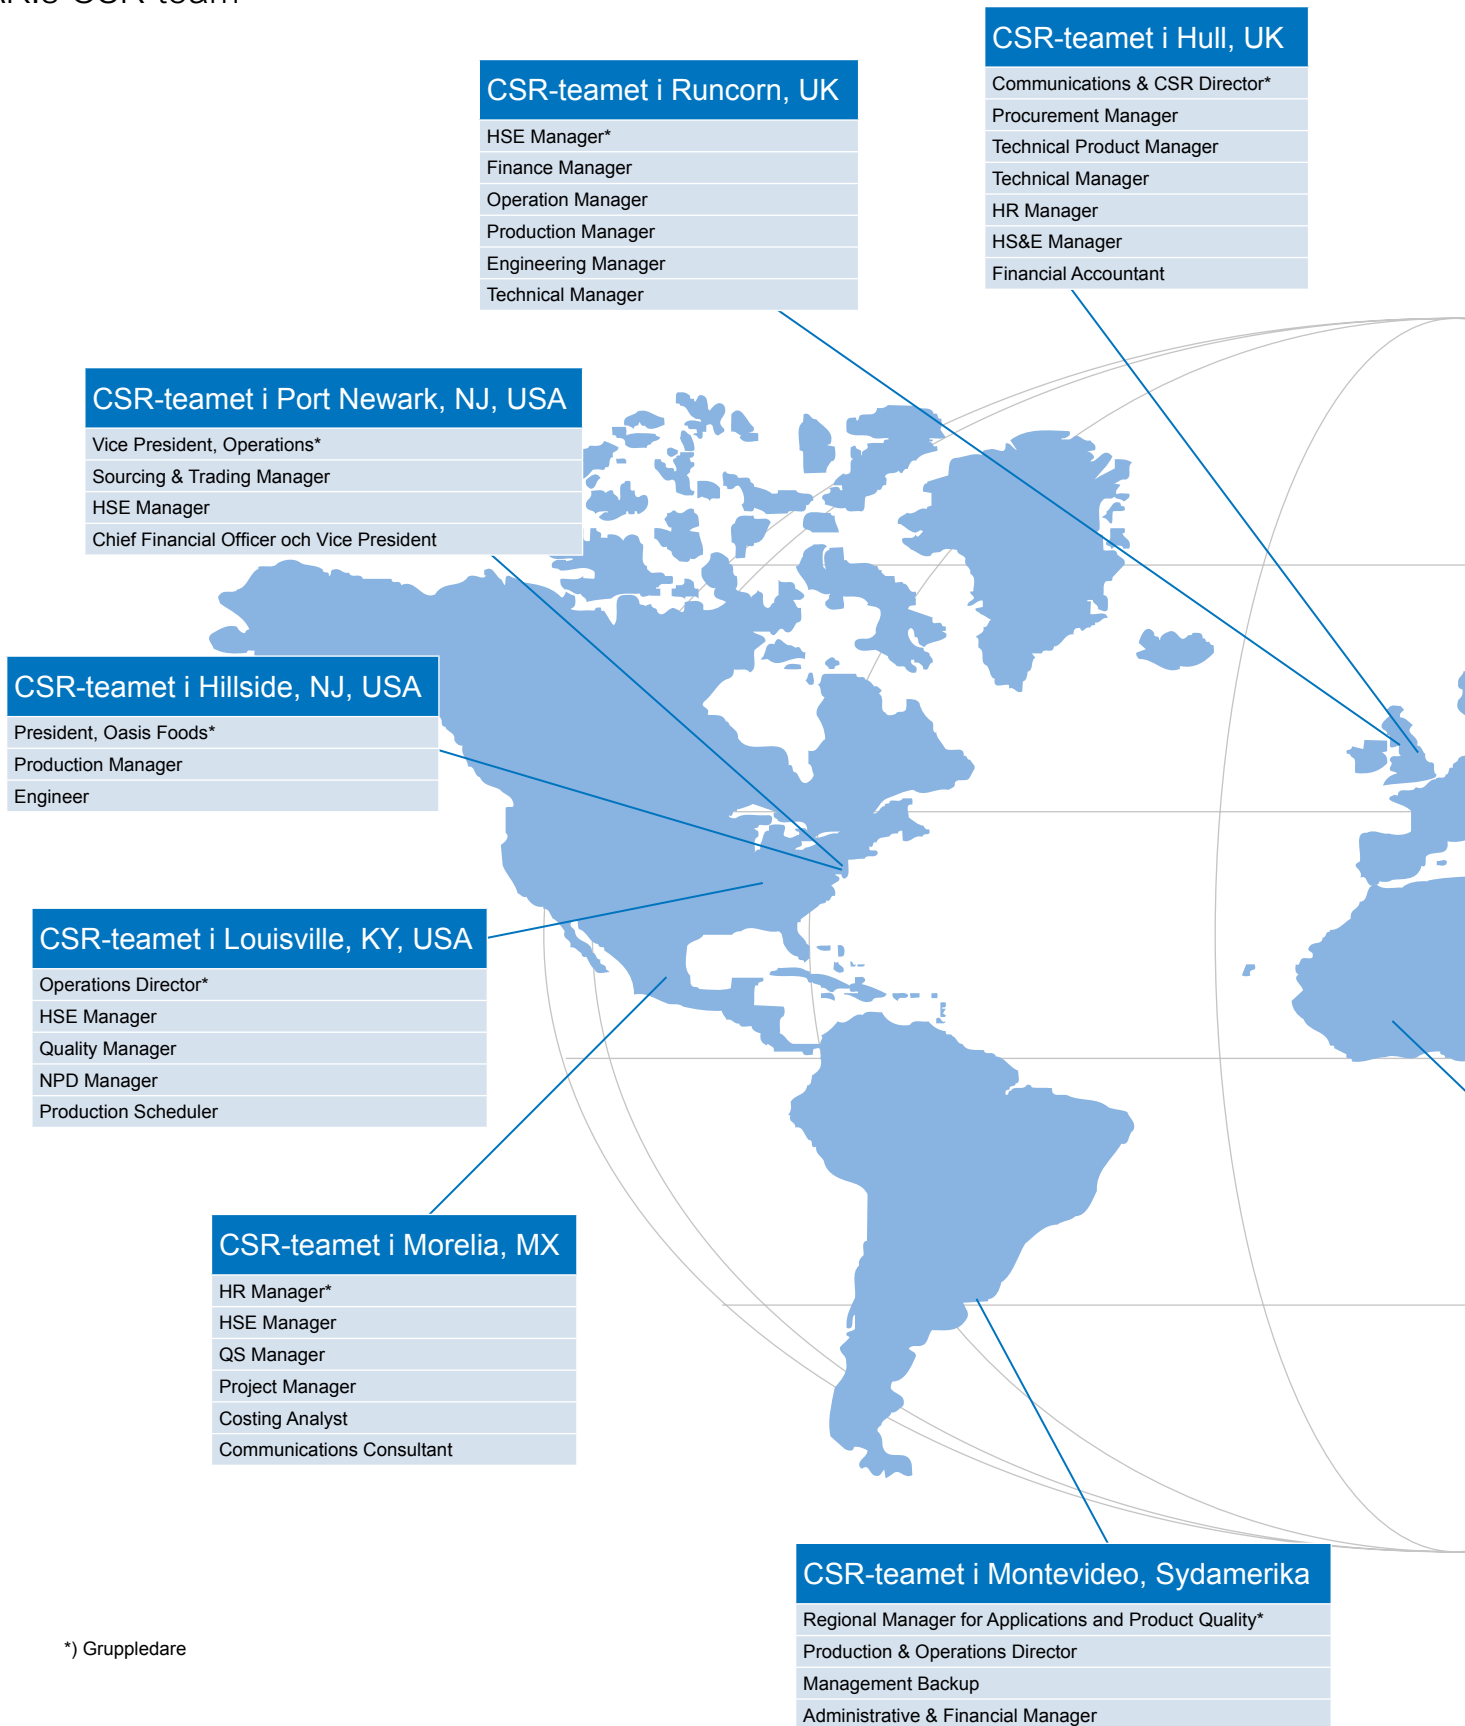 CSR-team
CSR-teamet i Hull, UK
Communications & CSR Director*
Procurement Manager
Technical Product Manager
Technical Manager
HR Manager
HS&E Manager
Financial Accountant
CSR-teamet i Runcorn, UK
HSE Manager*
Finance Manager
Operation Manager
Production Manager
Engineering Manager
Technical Manager
CSR-teamet i Port Newark, NJ, USA
Vice President, Operations*
Sourcing & Trading Manager
HSE Manager
Chief Financial Officer och Vice President
CSR-teamet i Hillside, NJ, USA
President, Oasis Foods*
Production Manager
Engineer
CSR-teamet i Louisville, KY, USA
Operations Director*
HSE Manager
Quality Manager
NPD Manager
Production Scheduler
CSR-teamet i Morelia, MX
HR Manager*
HSE Manager
QS Manager
Project Manager
Costing Analyst
Communications Consultant
CSR-teamet i Montevideo, Sydamerika
Regional Manager for Applications and Product Quality*
Production & Operations Director
Management Backup
Administrative & Financial Manager
*) Gruppledare